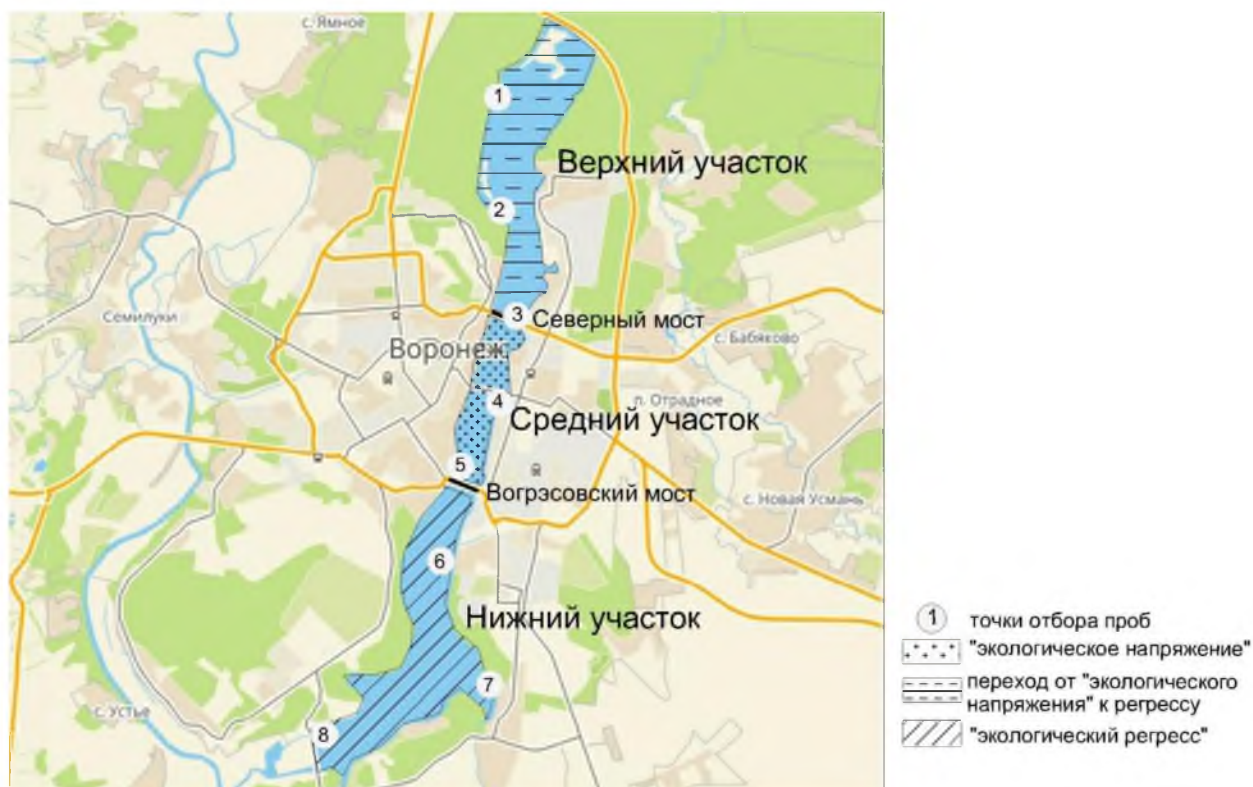 с. Ямное
1
Верхний участок
2
3
Северный мост
Семилуки
с. Бабяково
Воронеж
4
п. Отрадное
Средний участок
5
Вогрэсовский мост
с. Новая Усмань
6
Нижний участок
7
с. Устье
8
1 точки отбора проб
"экологическое напряжение"
переход от "экологического
напряжения" к регрессу
"экологический регресс"